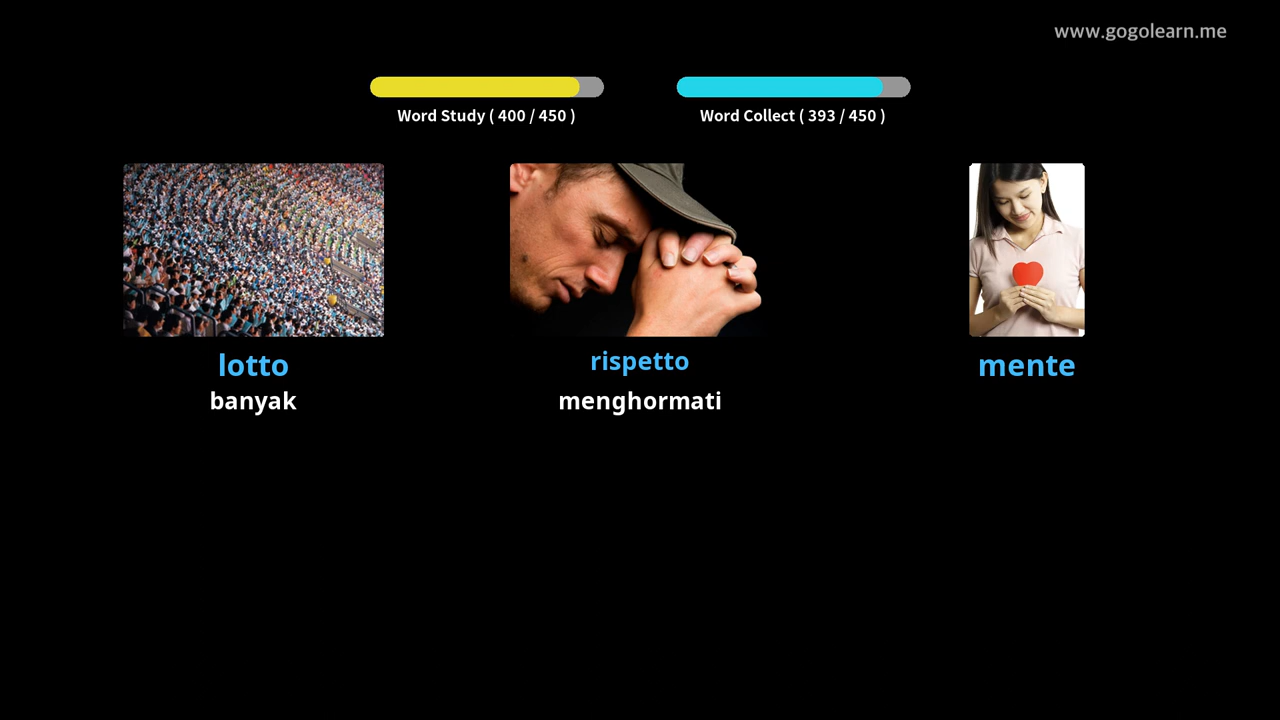 www.gogolearn.me
Word Study ( 400 / 450 )
Word Collect ( 393 / 450 )
lotto
banyak
rispetto
menghormati
mente